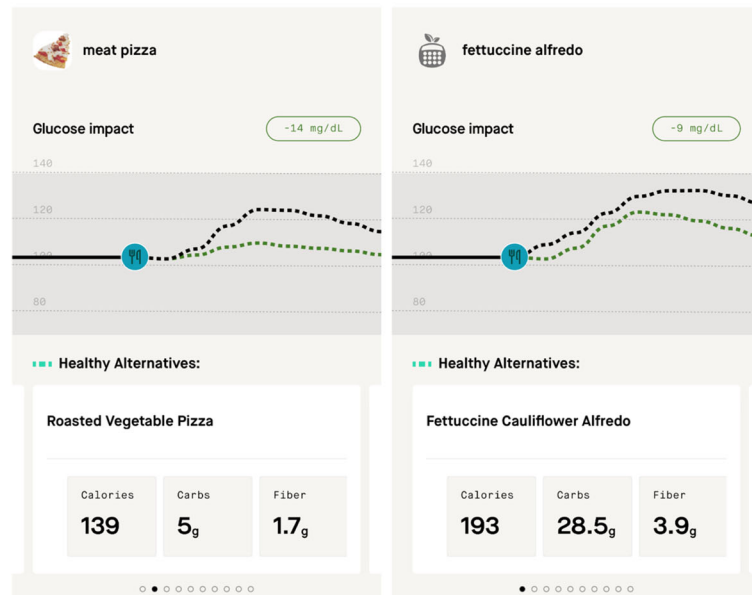 meat pizza
Glucose impact
-14 mg/dL
140
120
100
80
Healthy Alternatives:
Roasted Vegetable Pizza
Calories
Carbs
Fiber
139
5g
1.7g
fettuccine alfredo
Glucose impact
-9 mg/dL
140
120
100
80
Healthy Alternatives:
Fettuccine Cauliflower Alfredo
Calories
Carbs
Fiber
193
28.5g
3.9g